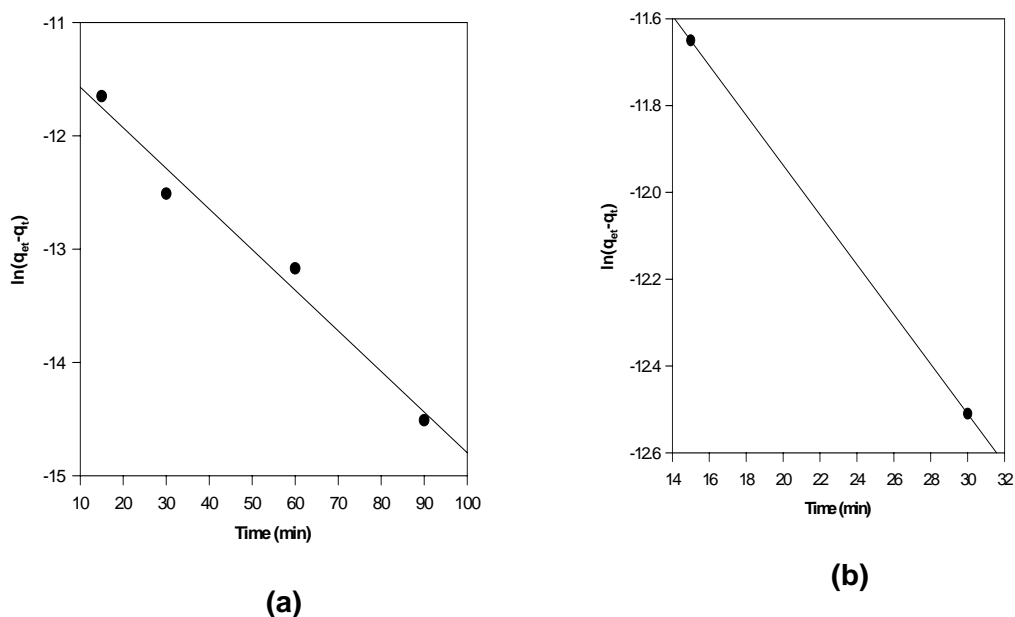 -11
-12
-13
-14
-15
ln(qet-qt)
10 20 30 40 50 60 70 80 90 100
Time (min)
(a)
-11.6
-11.8
-12.0
-12.2
-12.4
-12.6
ln(qet-qt)
14 16 18 20 22 24 26 28 30 32
Time (min)
(b)